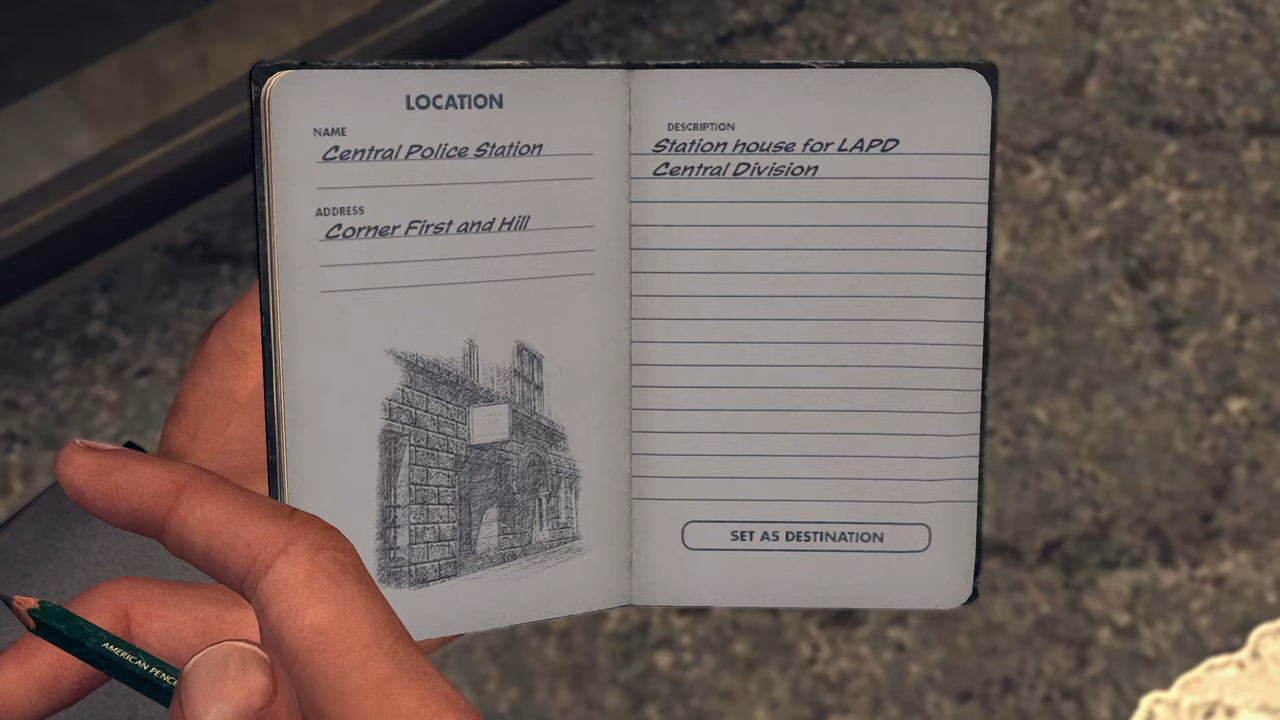 LOCATION
NAME
Central Police Station
ADDRESS
Corner First and Hill
DESCRIPTION
Station house for LAPD
Central Division
SET AS DESTINATION
AMERICAN PENC